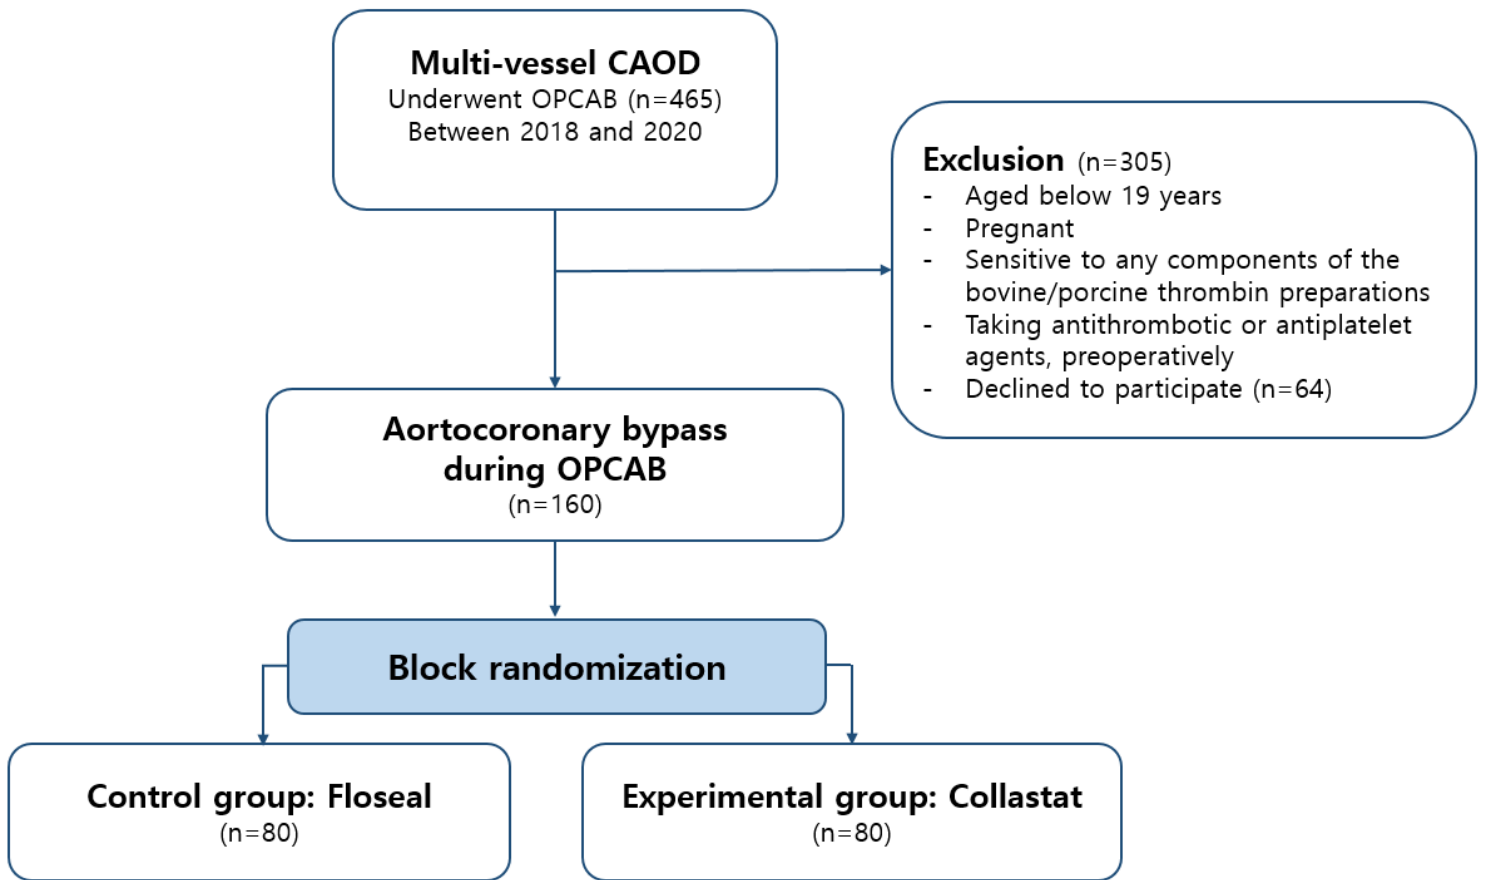 Multi-vessel CAOD
Underwent OPCAB (n=465)
Between 2018 and 2020
Exclusion (n=305)
- Aged below 19 years
- Pregnant
- Sensitive to any components of the
bovine/porcine thrombin preparations
- Taking antithrombotic or antiplatelet
agents, preoperatively
- Declined to participate (n=64)
Aortocoronary bypass
during OPCAB
(n=160)
Block randomization
Control group: Floseal
(n=80)
Experimental group: Collastat
(n=80)